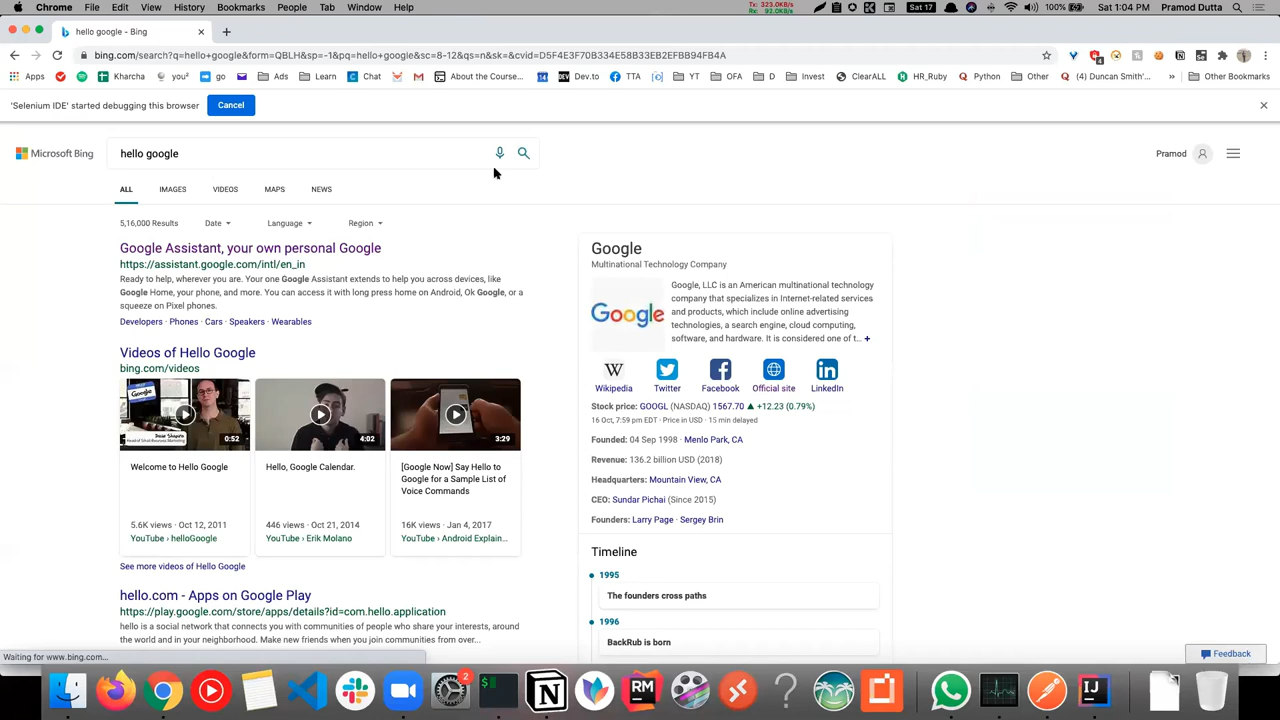 Chrome File Edit View History Bookmarks People Tab Window Help
Tx: 323.0KB/s
Rx: 92.0KB/s
Sat 17
100%
Sat 1:04 PM Pramod Dutta
hello google - Bing
bing.com/search?q=hello+google&form=QBLH&sp=-1&pq=hello+google&sc=8-12&qs=n&sk=&cvid=D5F4E3F70B334E58B33EB2EFBB94FB4A
Apps Kharcha you² go Ads Learn Chat About the Course... Dev.to TTA YT OFA D Invest ClearALL HR_Ruby Python Other (4) Duncan Smith'... » Other Bookmarks
'Selenium IDE' started debugging this browser Cancel
Microsoft Bing
hello google
Pramod
ALL IMAGES VIDEOS MAPS NEWS
5,16,000 Results Date Language Region
Google Assistant, your own personal Google
https://assistant.google.com/intl/en_in
Ready to help, wherever you are. Your one Google Assistant extends to help you across devices, like
Google Home, your phone, and more. You can access it with long press home on Android, Ok Google, or a
squeeze on Pixel phones.
Developers · Phones · Cars · Speakers · Wearables
Videos of Hello Google
bing.com/videos
Google
0:52
4:02
3:29
Welcome to Hello Google
Hello, Google Calendar.
[Google Now] Say Hello to
Google for a Sample List of
Voice Commands
5.6K views · Oct 12, 2011
YouTube › helloGoogle
446 views · Oct 21, 2014
YouTube › Erik Molano
16K views · Jan 4, 2017
YouTube › Android Explain...
See more videos of Hello Google
hello.com - Apps on Google Play
https://play.google.com/store/apps/details?id=com.hello.application
hello is a social network that connects you with communities of people who share your interests, around
the world and in your neighborhood. Make new friends when you join communities from over...
Google
Multinational Technology Company
Google
Google, LLC is an American multinational technology
company that specializes in Internet-related services
and products, which include online advertising
technologies, a search engine, cloud computing,
software, and hardware. It is considered one of t... +
Wikipedia Twitter Facebook Official site LinkedIn
Stock price: GOOGL (NASDAQ) 1567.70 ▲ +12.23 (0.79%)
16 Oct, 7:59 pm EDT · Price in USD · 15 min delayed
Founded: 04 Sep 1998 · Menlo Park, CA
Revenue: 136.2 billion USD (2018)
Headquarters: Mountain View, CA
CEO: Sundar Pichai (Since 2015)
Founders: Larry Page · Sergey Brin
Timeline
1995
The founders cross paths
1996
BackRub is born
Feedback
Waiting for www.bing.com...